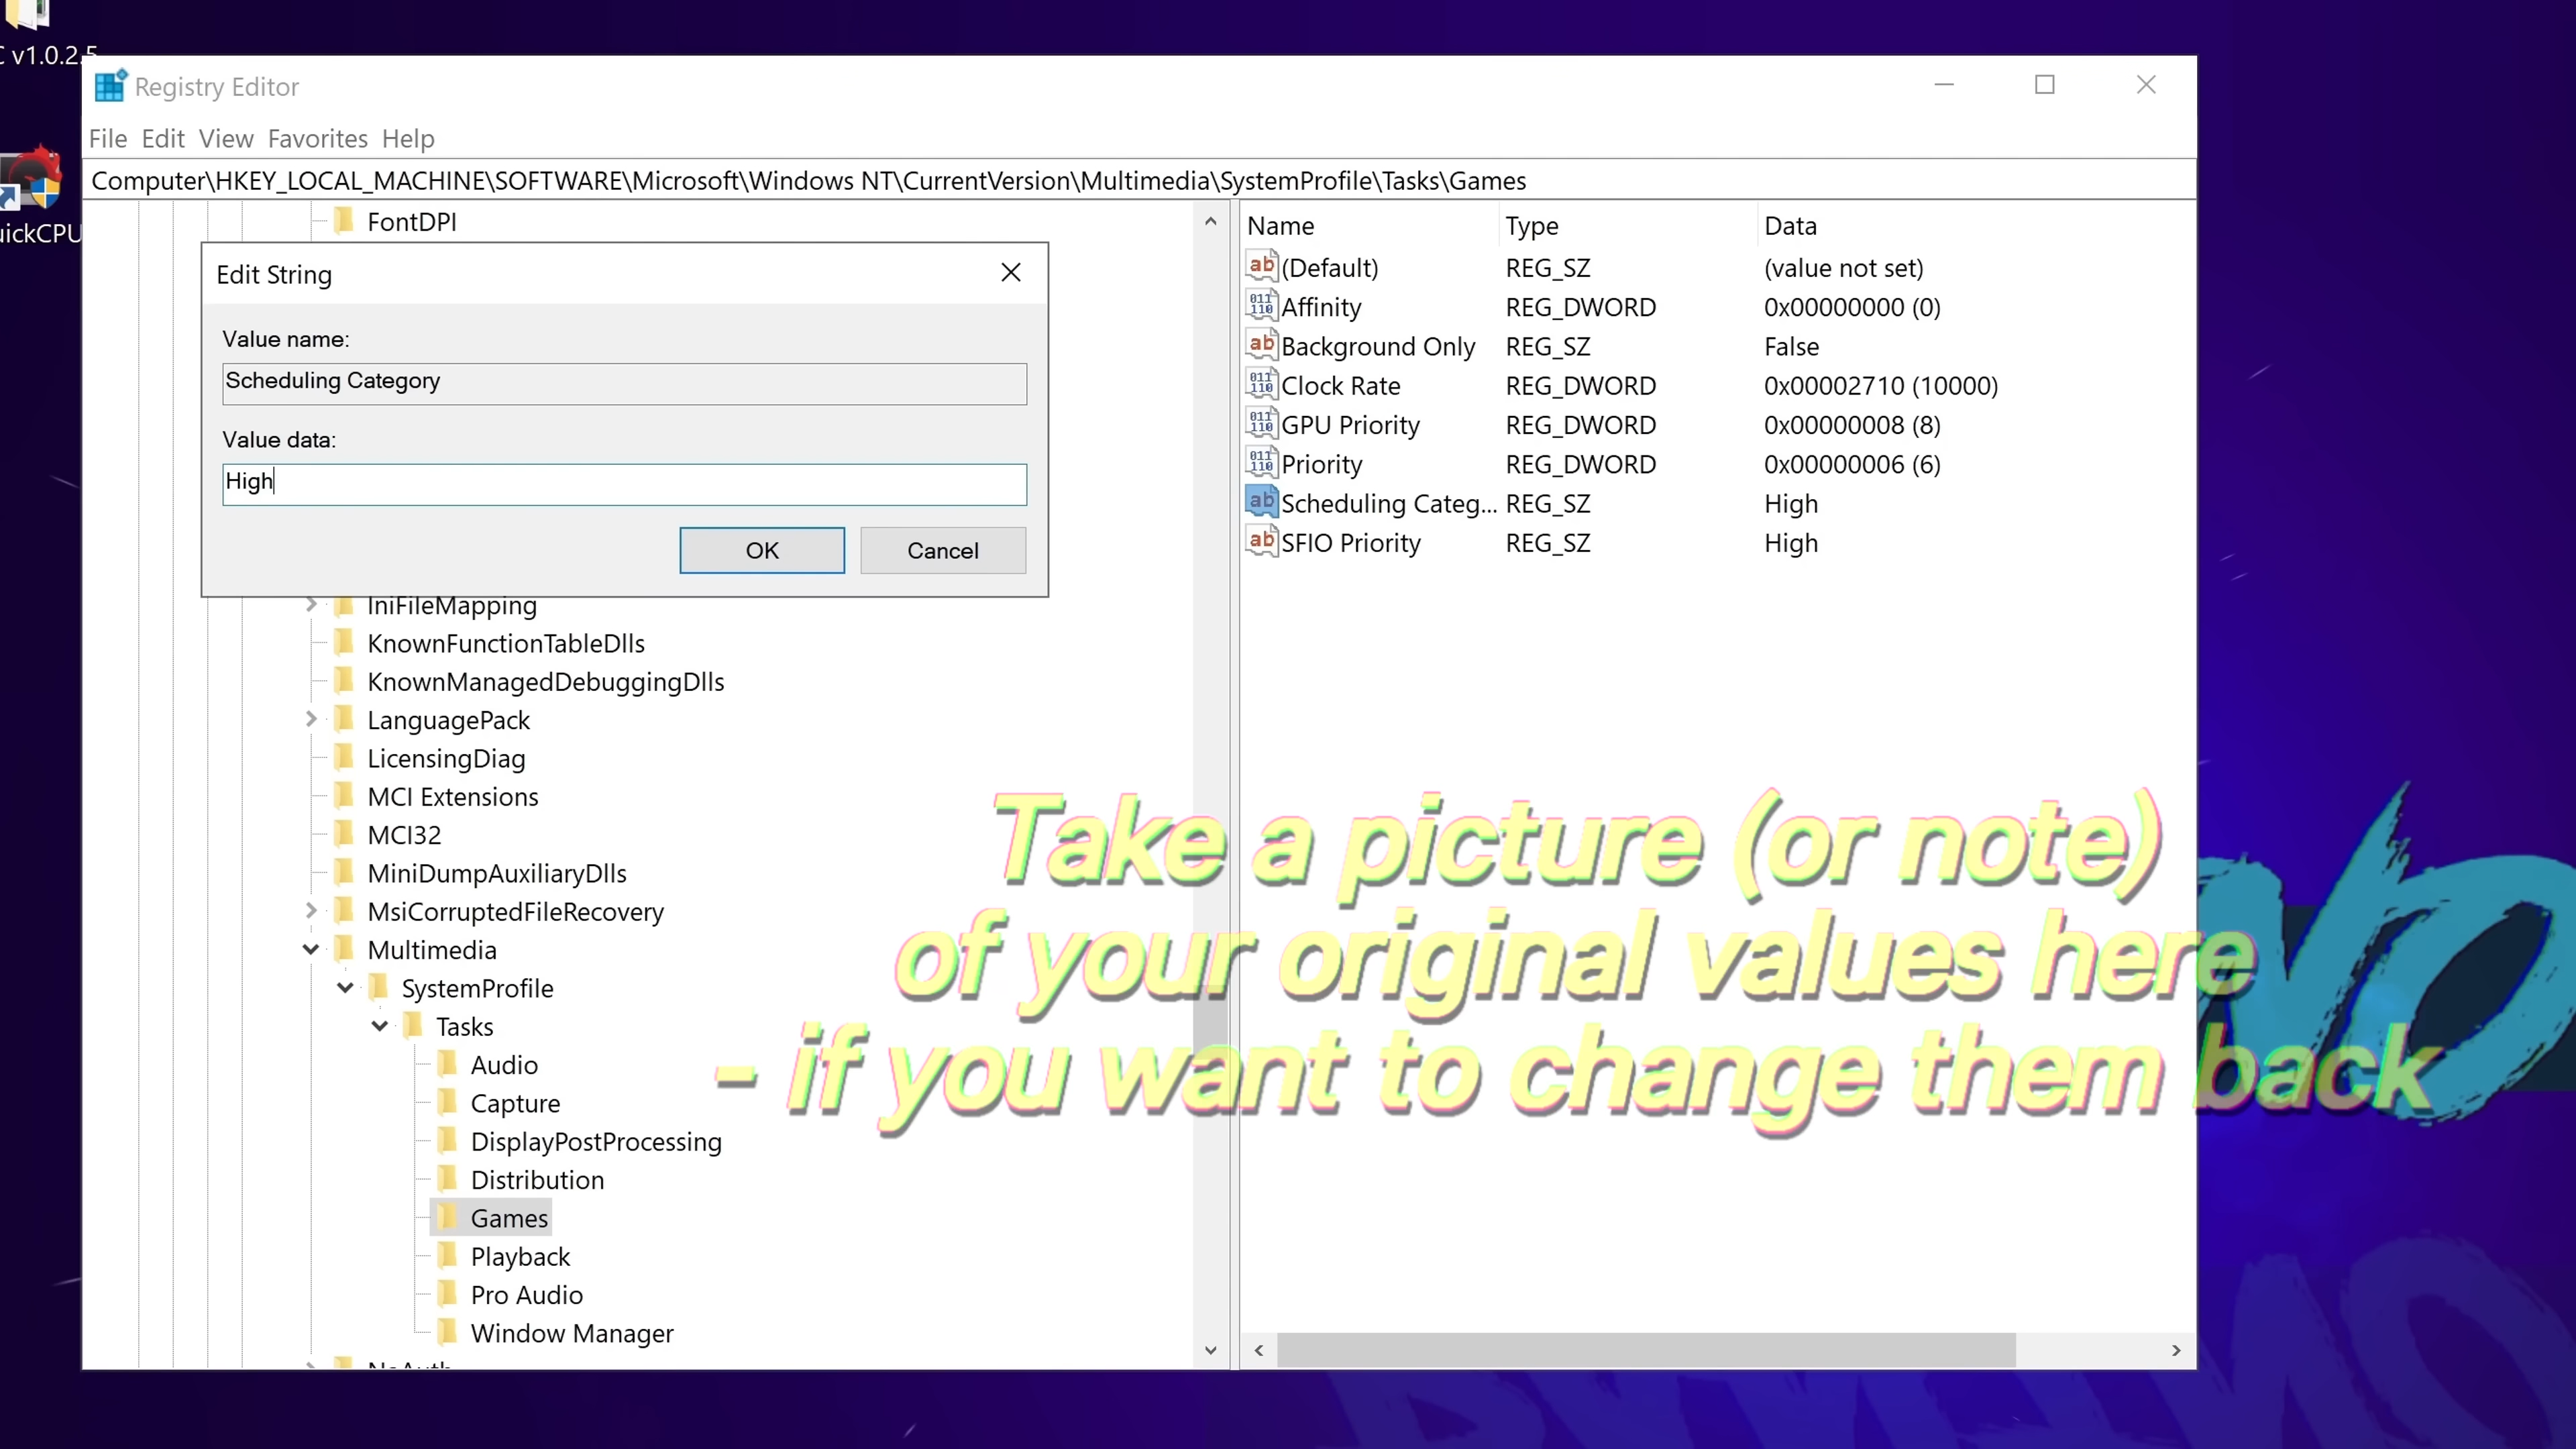 C v1.0.2.5
uickCPU
Registry Editor
File Edit View Favorites Help
Computer\HKEY_LOCAL_MACHINE\SOFTWARE\Microsoft\Windows NT\CurrentVersion\Multimedia\SystemProfile\Tasks\Games
FontDPI
Edit String
Value name:
Scheduling Category
Value data:
High
OK Cancel
IniFileMapping
KnownFunctionTableDlls
KnownManagedDebuggingDlls
LanguagePack
LicensingDiag
MCI Extensions
MCI32
MiniDumpAuxiliaryDlls
MsiCorruptedFileRecovery
Multimedia
SystemProfile
Tasks
Audio
Capture
DisplayPostProcessing
Distribution
Games
Playback
Pro Audio
Window Manager
Name Type Data
(Default) REG_SZ (value not set)
Affinity REG_DWORD 0x00000000 (0)
Background Only REG_SZ False
Clock Rate REG_DWORD 0x00002710 (10000)
GPU Priority REG_DWORD 0x00000008 (8)
Priority REG_DWORD 0x00000006 (6)
Scheduling Categ... REG_SZ High
SFIO Priority REG_SZ High
Take a picture (or note)
of your original values here
- if you want to change them back